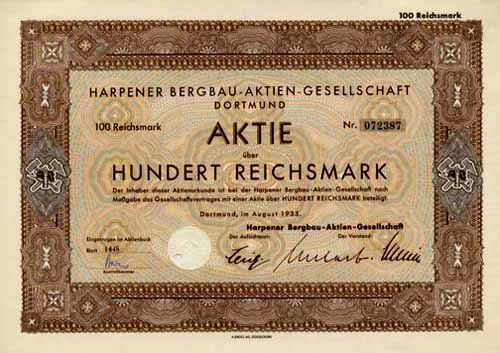 100 Reichsmark
HARPENER BERGBAU-AKTIEN-GESELLSCHAFT
DORTMUND
100 Reichsmark
Nr. 072387
AKTIE
über
HUNDERT REICHSMARK
Der Inhaber dieser Aktienurkunde ist bei der Harpener Bergbau-Aktien-Gesellschaft nach
Maßgabe des Gesellschaftsvertrages mit einer Aktie über HUNDERT REICHSMARK beteiligt.
Dortmund, im August 1935.
Harpener Bergbau-Aktien-Gesellschaft
Eingetragen im Aktienbuch
Der Aufsichtsrat: Der Vorstand:
Blatt 1448
Kontrollbeamter